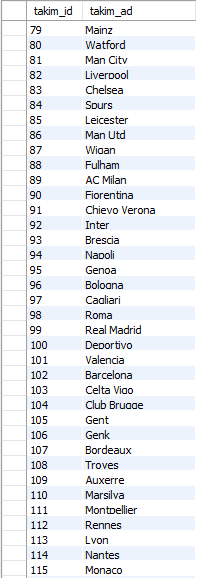 takim_id takim_ad
79 Mainz
80 Watford
81 Man City
82 Liverpool
83 Chelsea
84 Spurs
85 Leicester
86 Man Utd
87 Wigan
88 Fulham
89 AC Milan
90 Fiorentina
91 Chievo Verona
92 Inter
93 Brescia
94 Napoli
95 Genoa
96 Bologna
97 Cagliari
98 Roma
99 Real Madrid
100 Deportivo
101 Valencia
102 Barcelona
103 Celta Vigo
104 Club Brugge
105 Gent
106 Genk
107 Bordeaux
108 Troyes
109 Auxerre
110 Marsilya
111 Montpellier
112 Rennes
113 Lyon
114 Nantes
115 Monaco